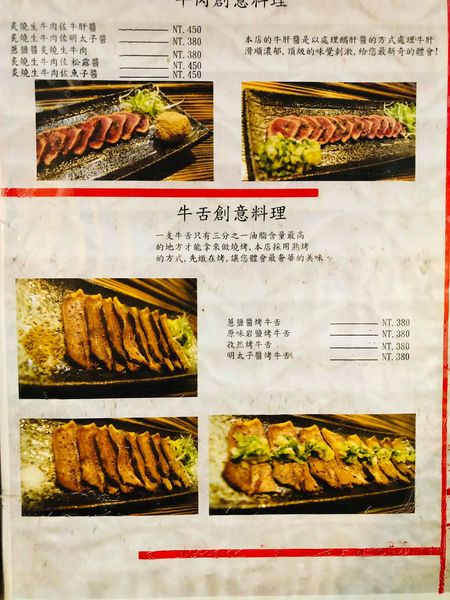 牛肉創意料理
炙燒生牛肉佐牛肝醬 NT.450
炙燒生牛肉佐明太子醬 NT.380
蔥鹽醬炙燒生牛肉 NT.380
炙燒生牛肉佐松露醬 NT.450
炙燒生牛肉佐魚子醬 NT.450
本店的牛肝醬是以處理鵝肝醬的方式處理牛肝
滑順濃郁,頂級的味覺刺激,給您最新奇的體會!
牛舌創意料理
一支牛舌只有三分之一油脂含量最高
的地方才能拿來做燒烤,本店採用熟烤
的方式,先燉在烤,讓您體會最奢華的美味。
蔥鹽醬烤牛舌 NT.380
原味岩鹽烤牛舌 NT.380
孜然烤牛舌 NT.380
明太子醬烤牛舌 NT.380